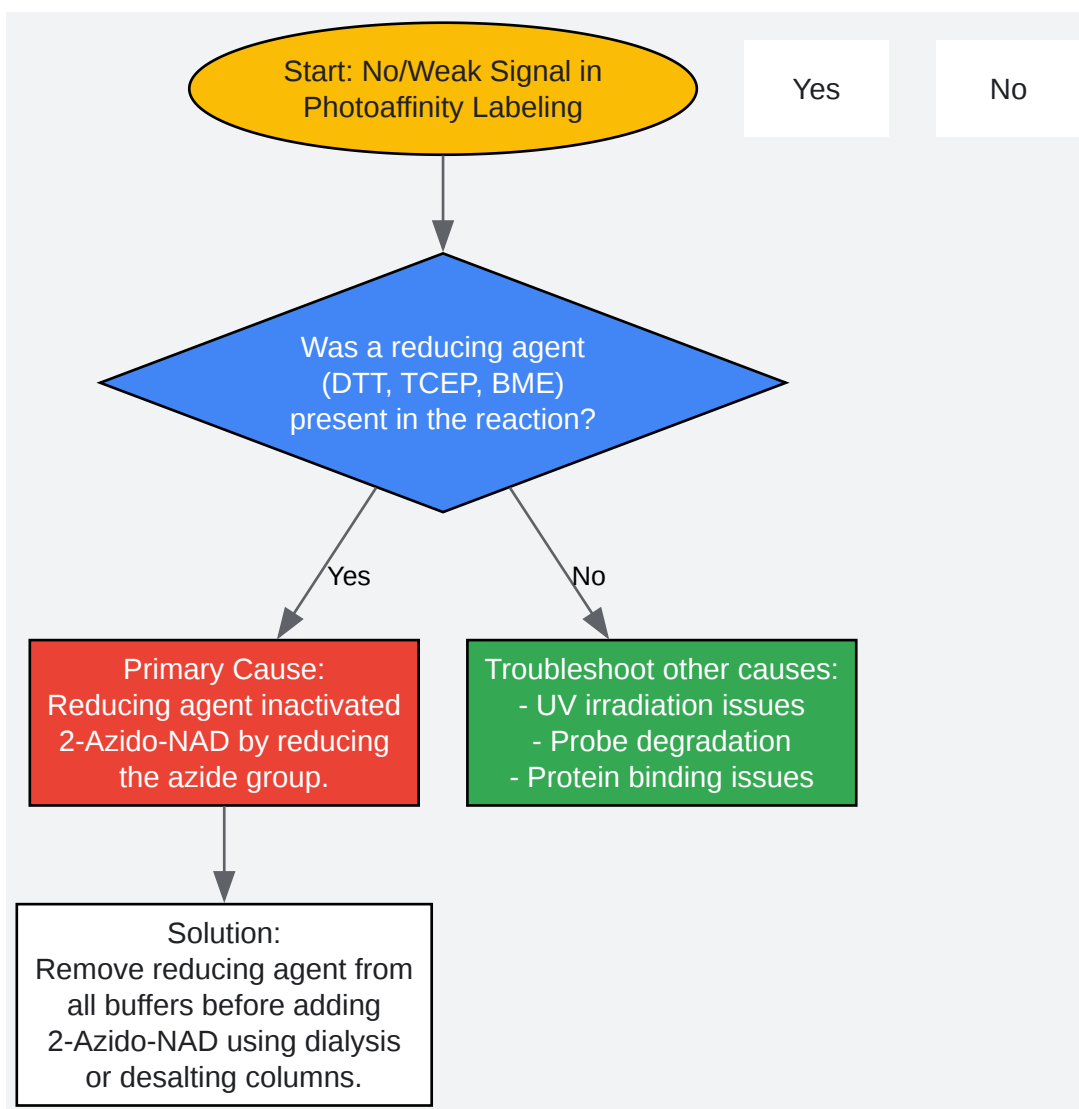 Start: No/Weak Signal in
Photoaffinity Labeling
Yes
No
Was a reducing agent
(DTT, TCEP, BME)
present in the reaction?
Yes
No
Primary Cause:
Reducing agent inactivated
2-Azido-NAD by reducing
the azide group.
Troubleshoot other causes:
- UV irradiation issues
- Probe degradation
- Protein binding issues
Solution:
Remove reducing agent from
all buffers before adding
2-Azido-NAD using dialysis
or desalting columns.